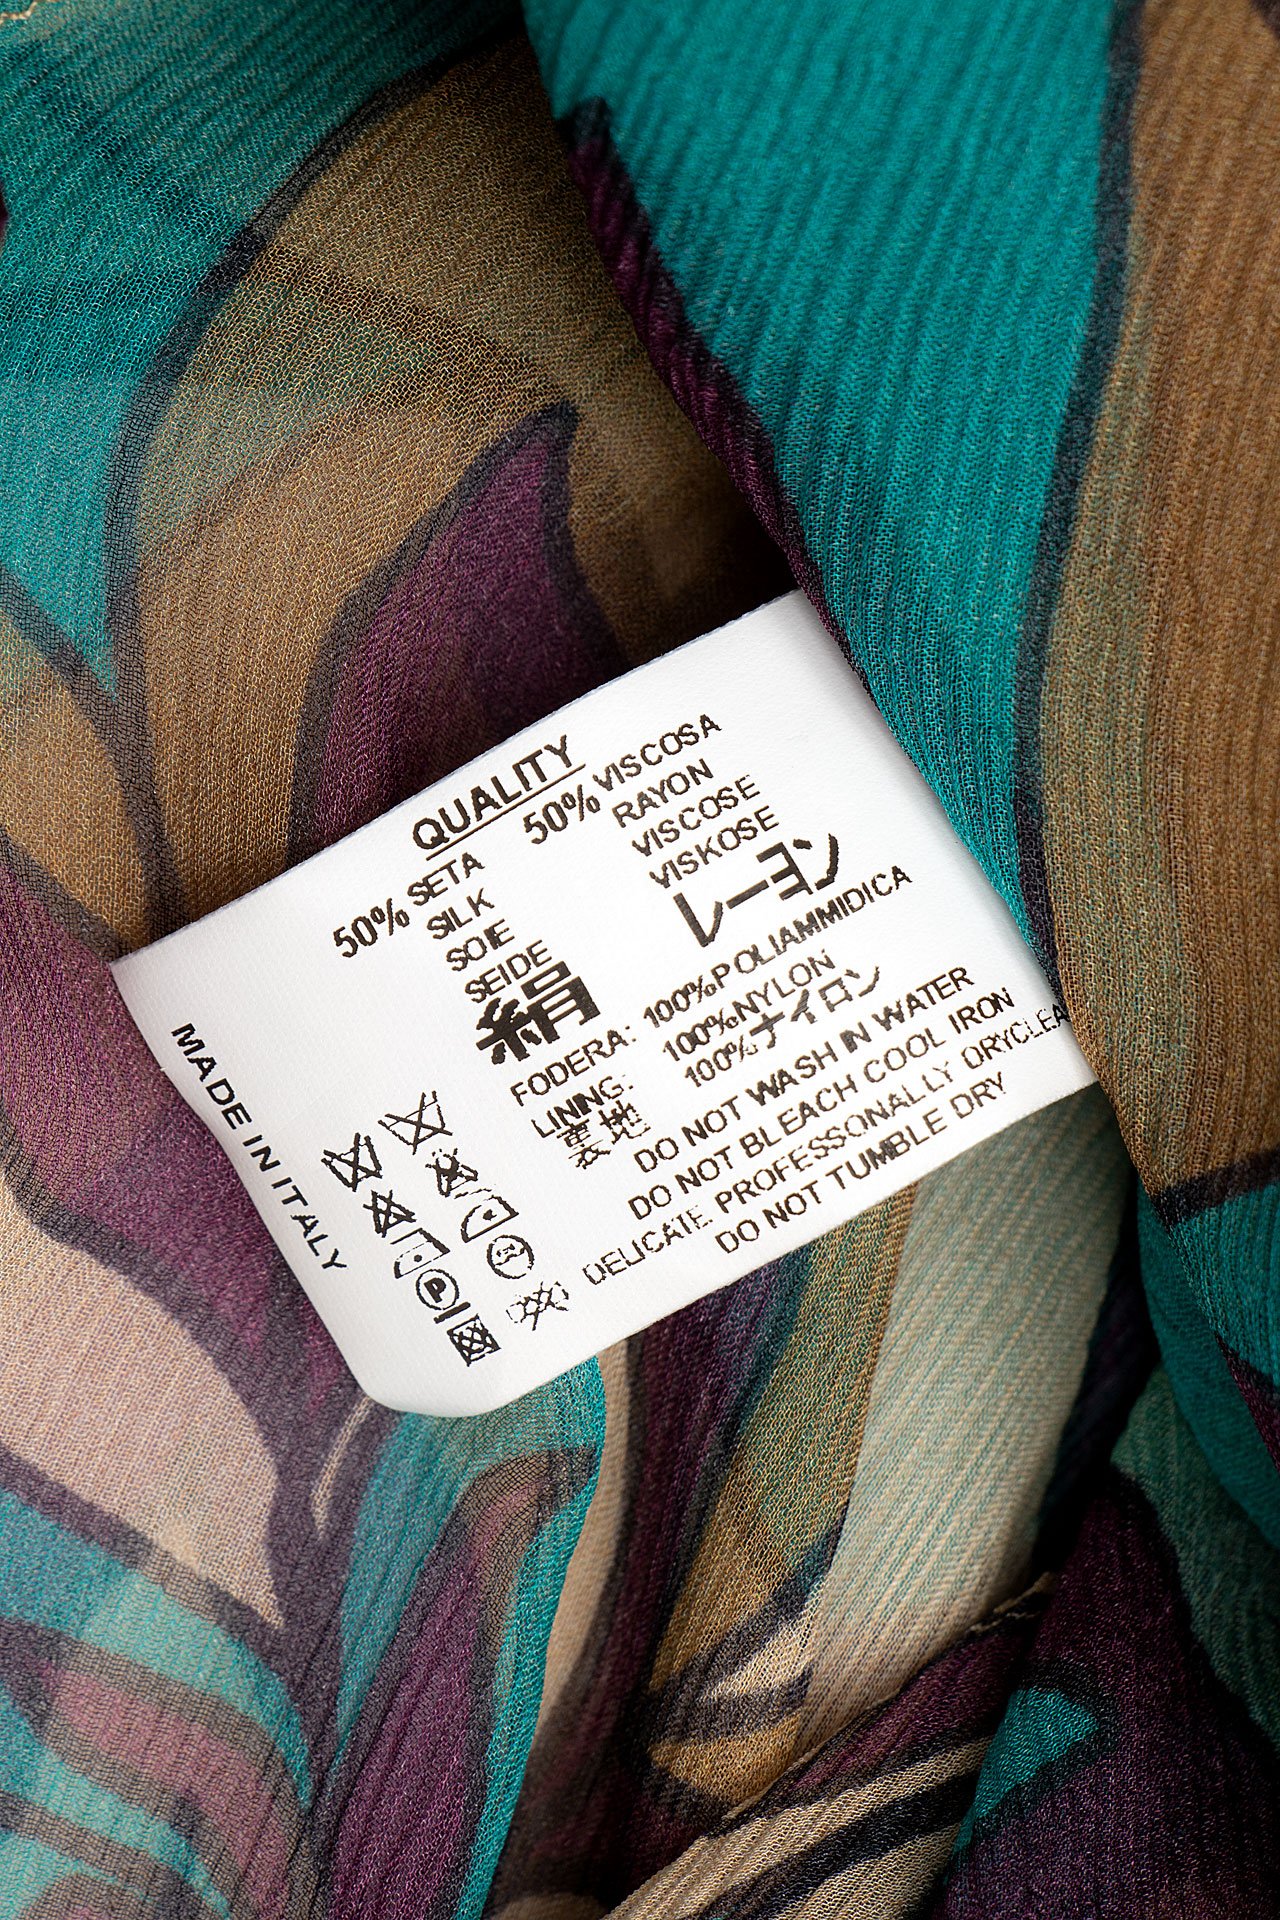 QUALITY
50% SETA
SILK
SOIE
SEIDE
絹
50% VISCOSA
RAYON
VISCOSE
VISKOSE
レーヨン
FODERA: 100%POLIAMMIDICA
LINING: 100%NYLON
裏地 100%ナイロン
DO NOT WASH IN WATER
DO NOT BLEACH COOL IRON
DELICATE PROFESSONALLY DRYCLEA
DO NOT TUMBLE DRY
MADE IN ITALY
P